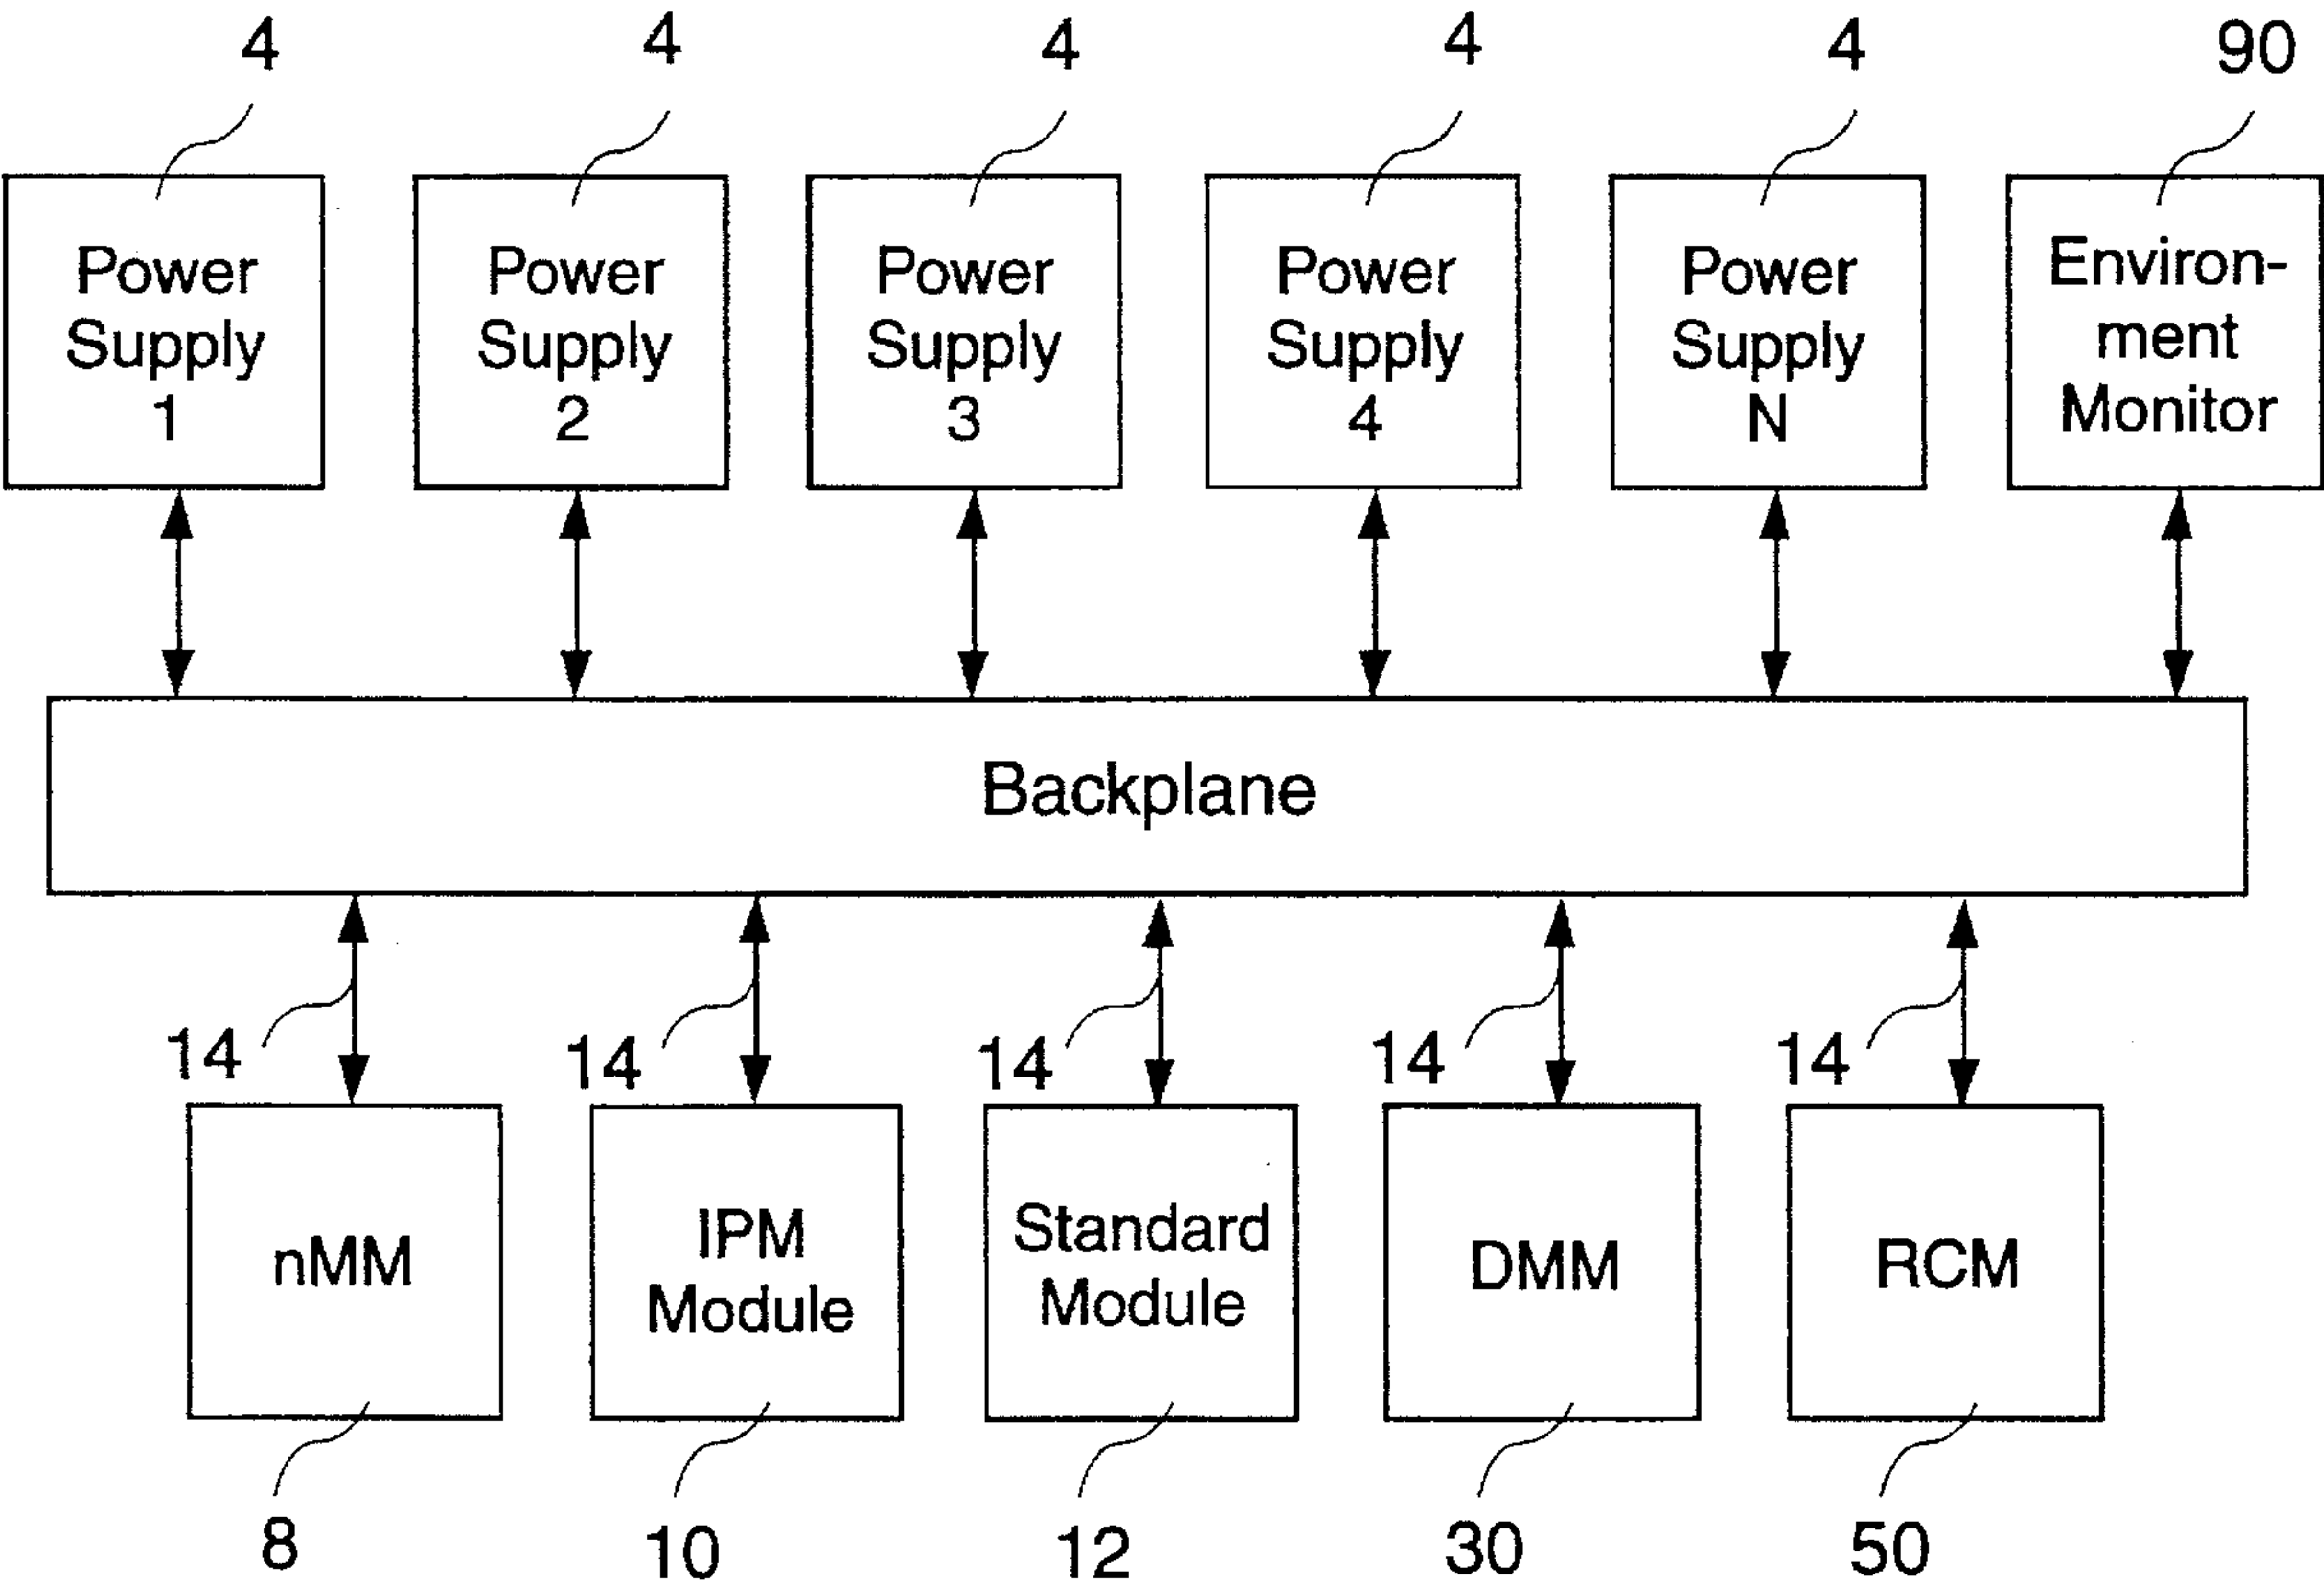 4 4 4 4 4 90
Power
Supply
1
Power
Supply
2
Power
Supply
3
Power
Supply
4
Power
Supply
N
Environ-
ment
Monitor
Backplane
14 14 14 14 14
nMM
IPM
Module
Standard
Module
DMM
RCM
8 10 12 30 50